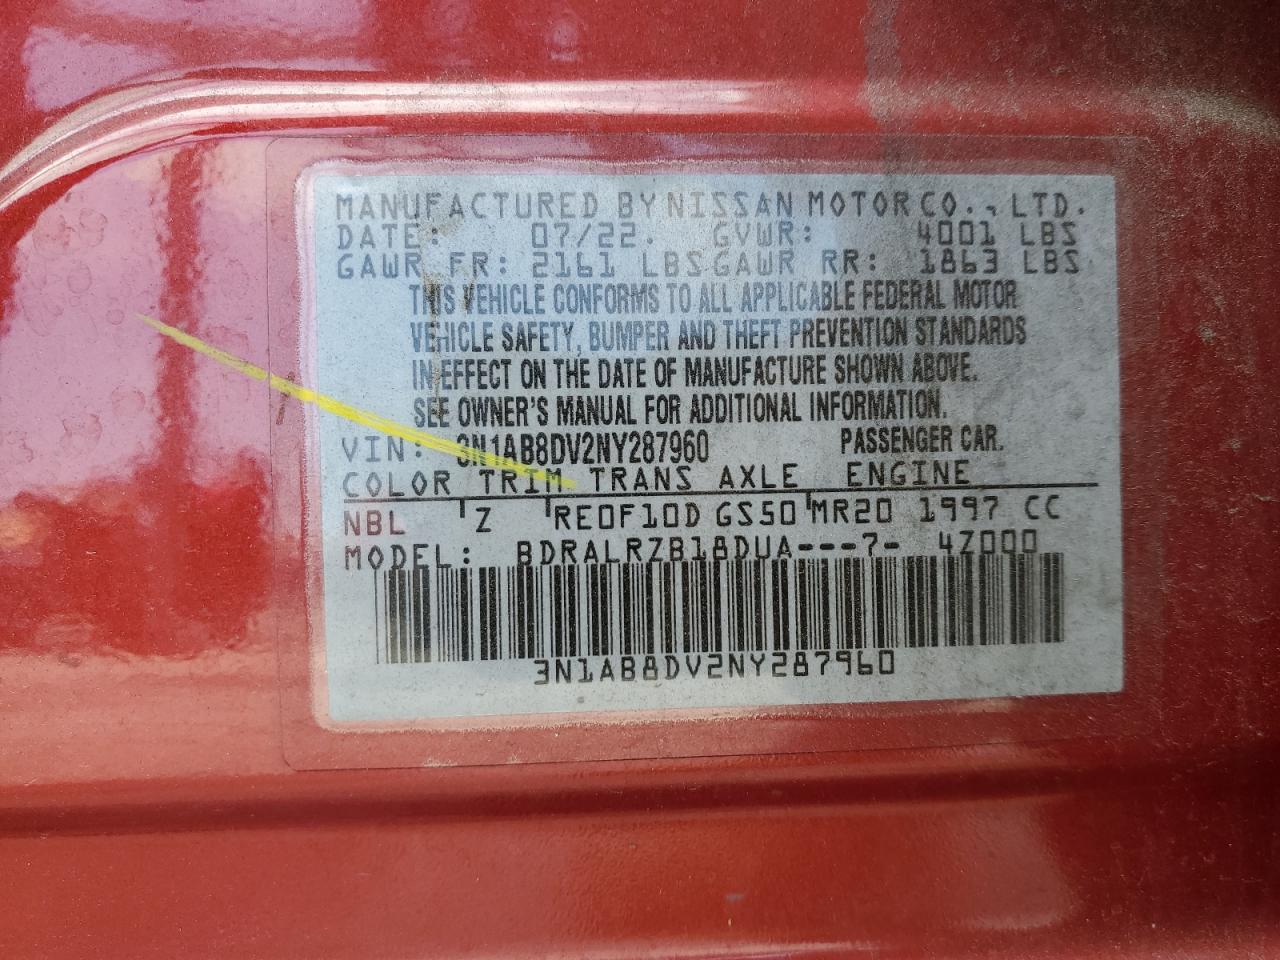 MANUFACTURED BY NISSAN MOTOR CO., LTD.
DATE: 07/22. GVWR: 4001 LBS
GAWR FR: 2161 LBS GAWR RR: 1863 LBS
THIS VEHICLE CONFORMS TO ALL APPLICABLE FEDERAL MOTOR
VEHICLE SAFETY, BUMPER AND THEFT PREVENTION STANDARDS
IN EFFECT ON THE DATE OF MANUFACTURE SHOWN ABOVE.
SEE OWNER'S MANUAL FOR ADDITIONAL INFORMATION.
VIN: 3N1AB8DV2NY287960 PASSENGER CAR.
COLOR TRIM TRANS AXLE ENGINE
NBL Z RE0F10D GS50 MR20 1997 CC
MODEL: BDRALRZB18DUA---7- 4Z000
3N1AB8DV2NY287960